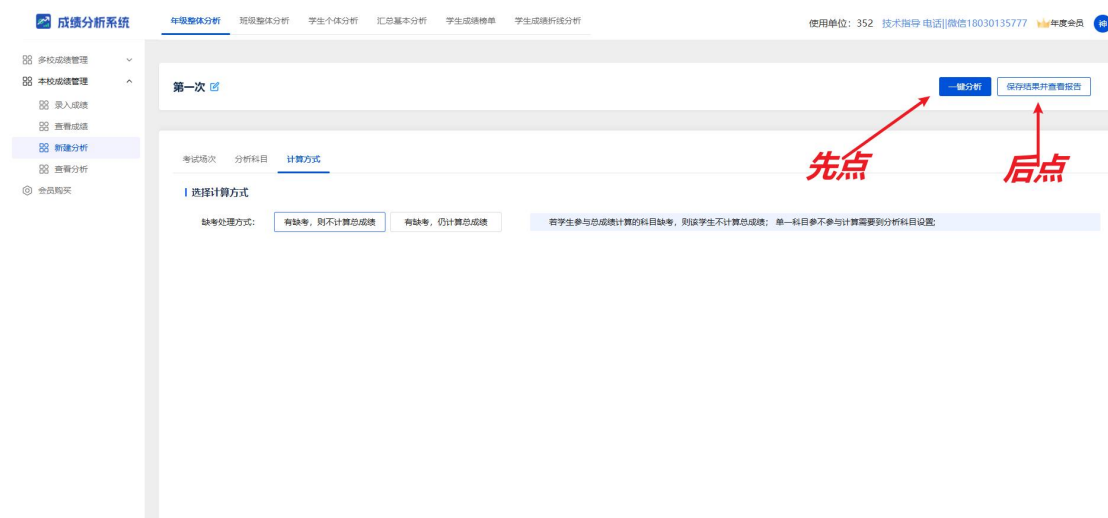 成绩分析系统
年级整体分析 班级整体分析 学生个体分析 汇总基本分析 学生成绩榜单 学生成绩折线分析
使用单位：352 技术指导 电话||微信18030135777 年度会员 神
多校成绩管理
本校成绩管理
录入成绩
查看成绩
新建分析
查看分析
会员购买
第一次
一键分析 保存结果并查看报告
先点 后点
考试场次 分析科目 计算方式
选择计算方式
缺考处理方式： 有缺考，则不计算总成绩 有缺考，仍计算总成绩 若学生参与总成绩计算的科目缺考，则该学生不计算总成绩； 单一科目参不参与计算需要到分析科目设置;